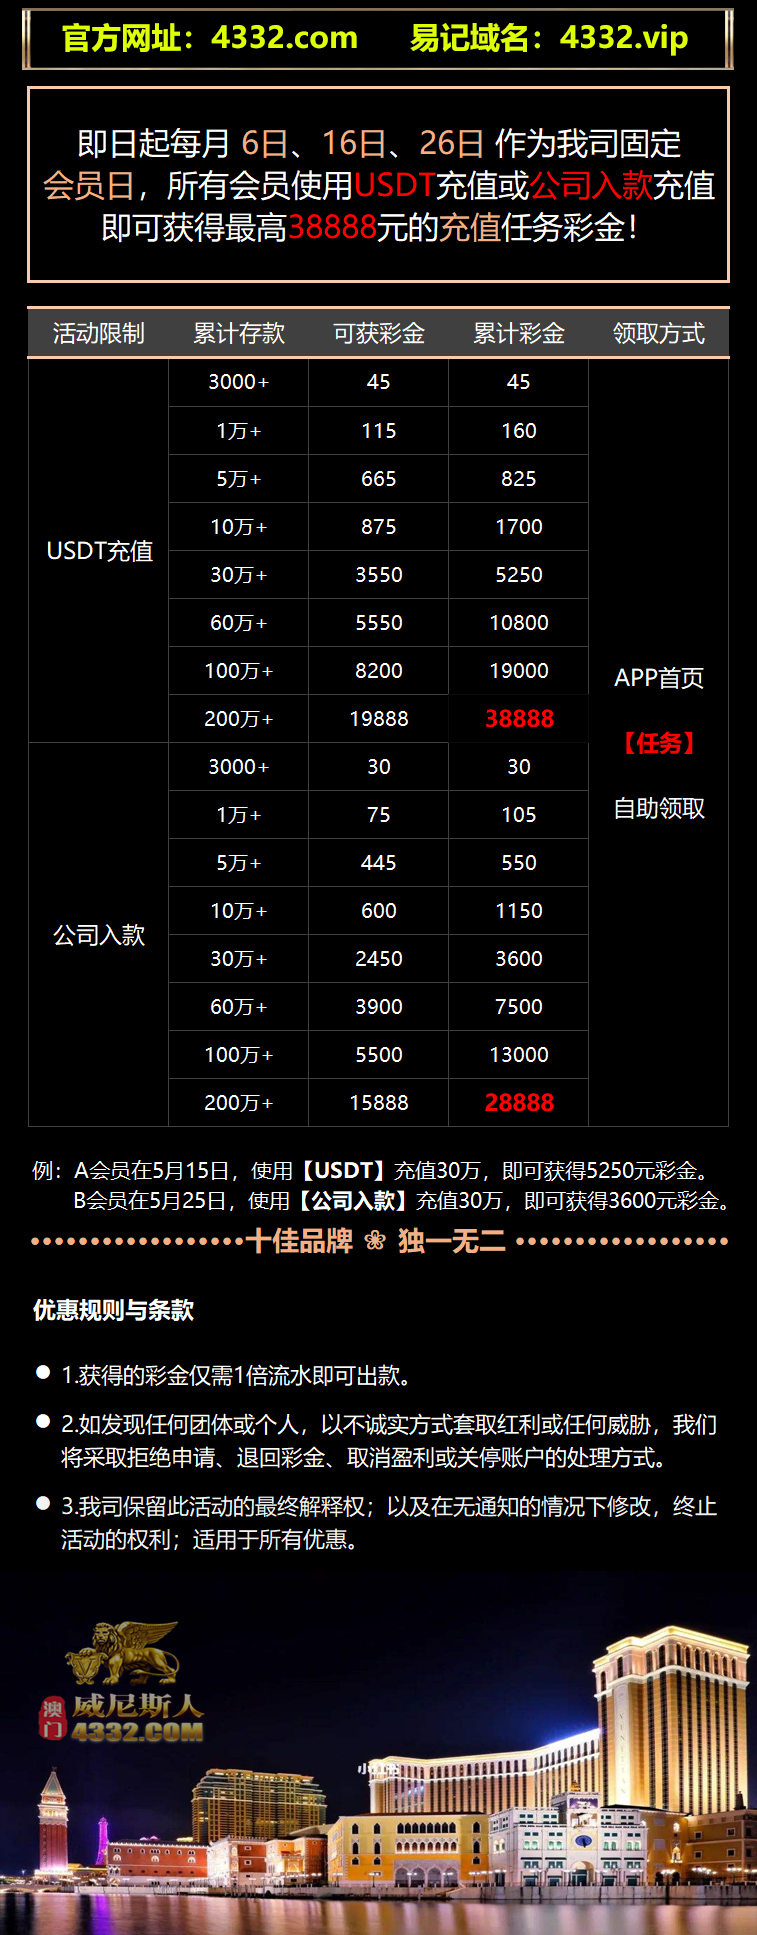 官方网址：4332.com 易记域名：4332.vip
即日起每月 6日、16日、26日 作为我司固定
会员日，所有会员使用USDT充值或公司入款充值
即可获得最高38888元的充值任务彩金！
活动限制 累计存款 可获彩金 累计彩金 领取方式
3000+ 45 45
1万+ 115 160
5万+ 665 825
10万+ 875 1700
USDT充值
30万+ 3550 5250
60万+ 5550 10800
100万+ 8200 19000
APP首页
200万+ 19888 38888
【任务】
3000+ 30 30
自助领取
1万+ 75 105
5万+ 445 550
10万+ 600 1150
公司入款
30万+ 2450 3600
60万+ 3900 7500
100万+ 5500 13000
200万+ 15888 28888
例：A会员在5月15日，使用【USDT】充值30万，即可获得5250元彩金。
B会员在5月25日，使用【公司入款】充值30万，即可获得3600元彩金。
••••••••••••••••••十佳品牌 ❀ 独一无二 ••••••••••••••••••
优惠规则与条款
● 1.获得的彩金仅需1倍流水即可出款。
● 2.如发现任何团体或个人，以不诚实方式套取红利或任何威胁，我们
将采取拒绝申请、退回彩金、取消盈利或关停账户的处理方式。
● 3.我司保留此活动的最终解释权；以及在无通知的情况下修改，终止
活动的权利；适用于所有优惠。
澳门 威尼斯人
4332.COM